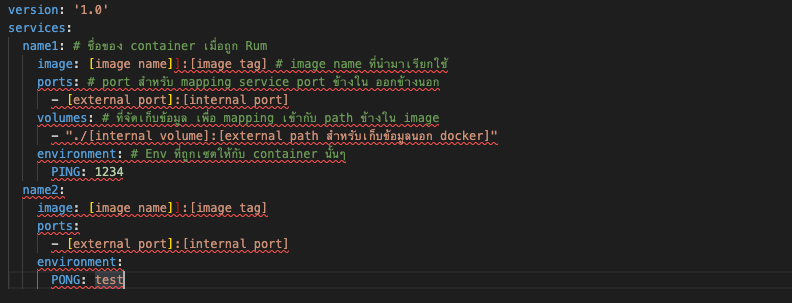 version: '1.0'
services:
name1: # ชื่อของ container เมื่อถูก Rum
image: [image name]]:[image tag] # image name ที่นำมาเรียกใช้
ports: # port สำหรับ mapping service port ข้างใน ออกข้างนอก
- [external port]:[internal port]
volumes: # ที่จัดเก็บข้อมูล เพื่อ mapping เข้ากับ path ข้างใน image
- "./[internal volume]:[external path สำหรับเก็บข้อมูลนอก docker]"
environment: # Env ที่ถูกเซตให้กับ container นั้นๆ
PING: 1234
name2:
image: [image name]]:[image tag]
ports:
- [external port]:[internal port]
environment:
PONG: test